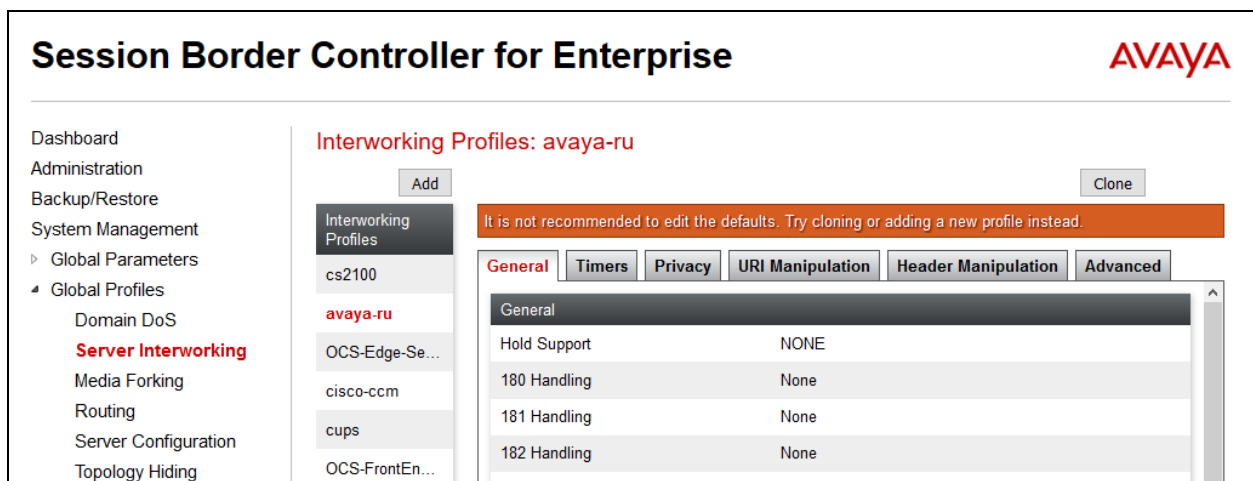 Session Border Controller for Enterprise
AVAYA
Dashboard
Administration
Backup/Restore
System Management
Global Parameters
Global Profiles
Domain DoS
Server Interworking
Media Forking
Routing
Server Configuration
Topology Hiding
Interworking Profiles: avaya-ru
Add
Clone
Interworking
Profiles
cs2100
avaya-ru
OCS-Edge-Se...
cisco-ccm
cups
OCS-FrontEn...
It is not recommended to edit the defaults. Try cloning or adding a new profile instead.
General Timers Privacy URI Manipulation Header Manipulation Advanced
General
Hold Support NONE
180 Handling None
181 Handling None
182 Handling None